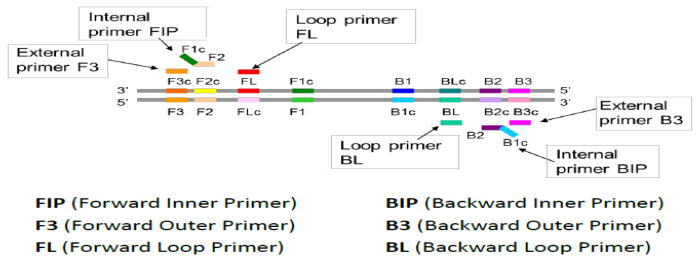 Internal
primer FIP
Loop primer
FL
F1c
F2
External
primer F3
F3c F2c FL F1c B1 BLc B2 B3
3' 5'
5' 3'
F3 F2 FLc F1 B1c BL B2c B3c
External
primer B3
Loop primer
BL
B2
B1c
Internal
primer BIP
FIP (Forward Inner Primer) BIP (Backward Inner Primer)
F3 (Forward Outer Primer) B3 (Backward Outer Primer)
FL (Forward Loop Primer) BL (Backward Loop Primer)